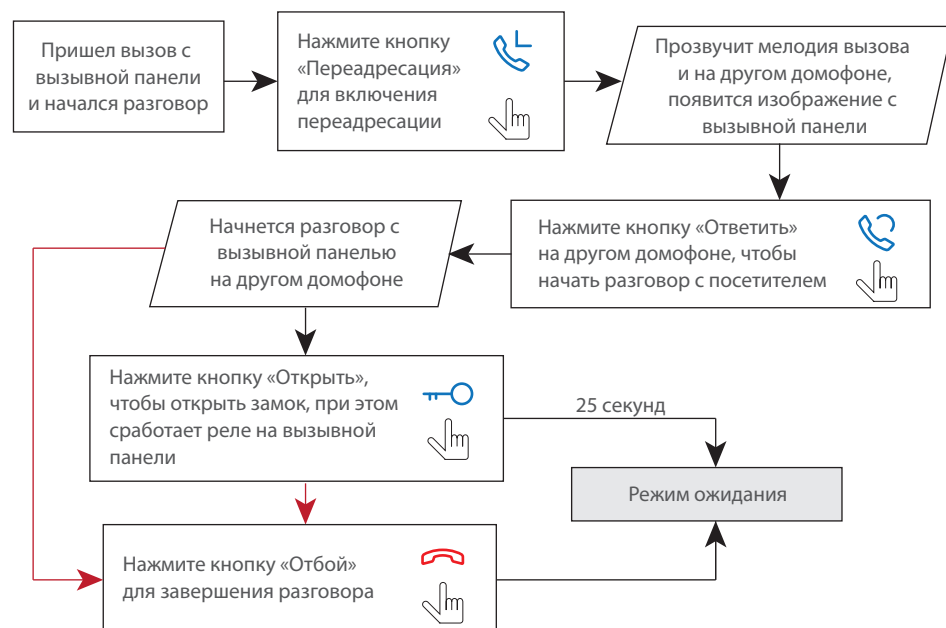 Пришел вызов с
вызывной панели
и начался разговор
Нажмите кнопку
«Переадресация»
для включения
переадресации
Прозвучит мелодия вызова
и на другом домофоне,
появится изображение с
вызывной панели
Нажмите кнопку «Ответить»
на другом домофоне, чтобы
начать разговор с посетителем
Начнется разговор с
вызывной панелью
на другом домофоне
Нажмите кнопку «Открыть»,
чтобы открыть замок, при этом
сработает реле на вызывной
панели
25 секунд
Режим ожидания
Нажмите кнопку «Отбой»
для завершения разговора